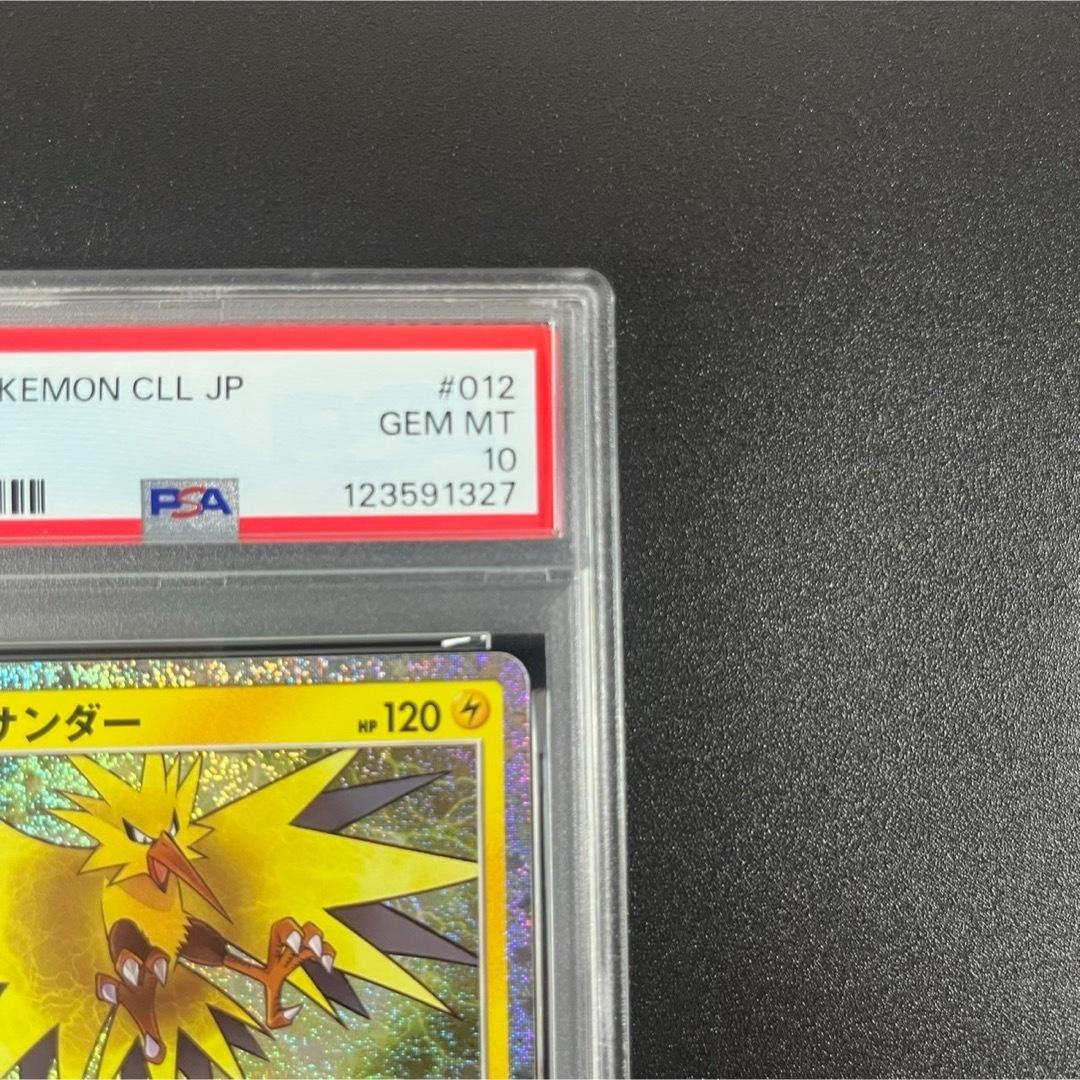 KEMON CLL JP #012
GEM MT
10
PSA 123591327
サンダー HP 120